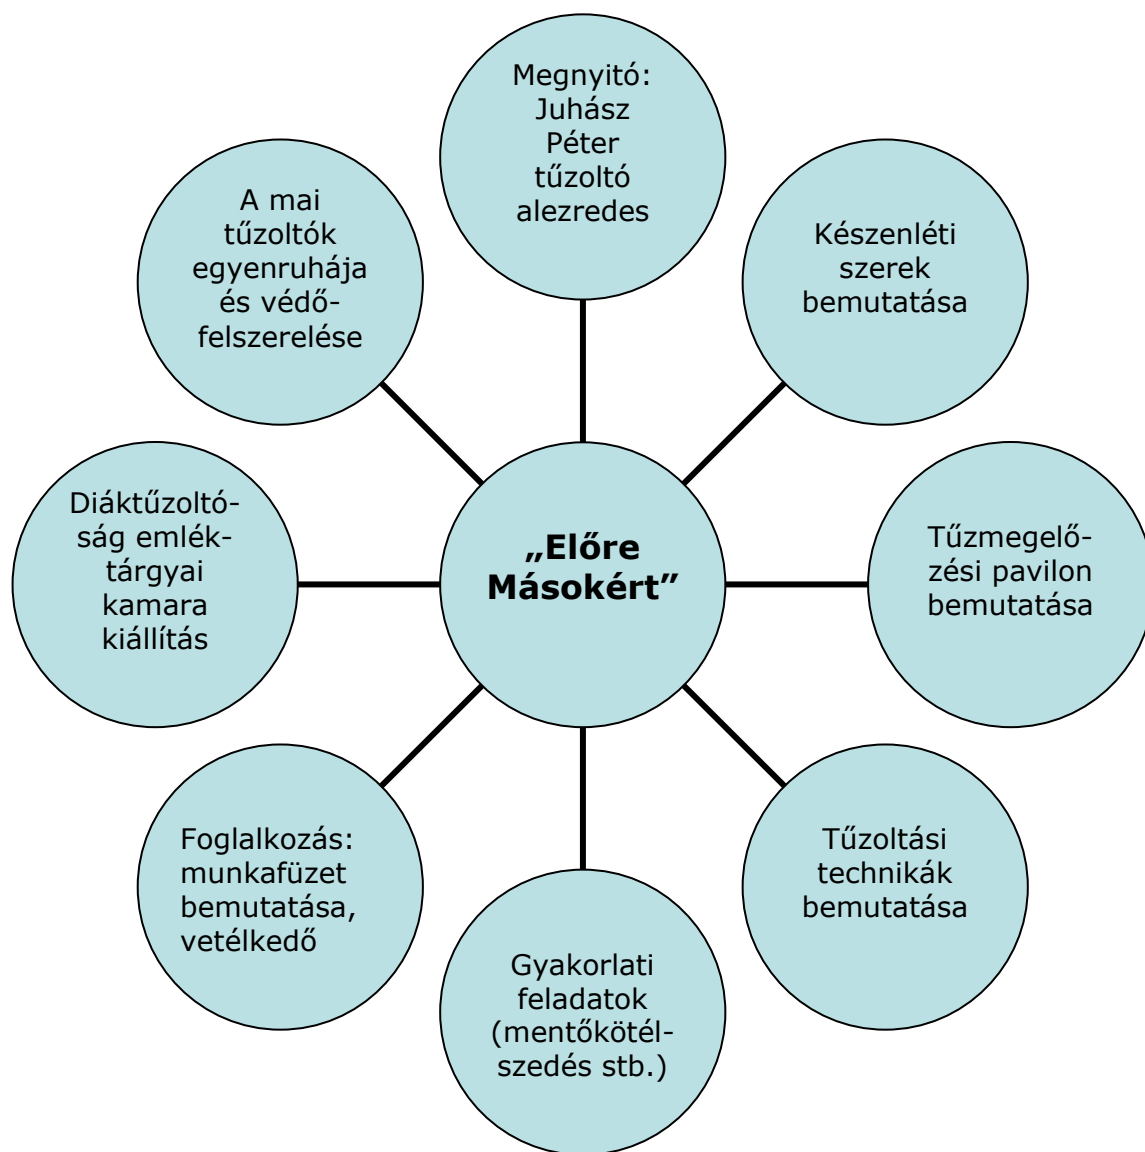 Megnyitó:
Juhász
Péter
tűzoltó
alezredes
Készenléti
szerek
bemutatása
Tűzmegelő-
zési pavilon
bemutatása
Tűzoltási
technikák
bemutatása
Gyakorlati
feladatok
(mentőkötél-
szedés stb.)
Foglalkozás:
munkafüzet
bemutatása,
vetélkedő
Diáktűzoltó-
ság emlék-
tárgyai
kamara
kiállítás
A mai
tűzoltók
egyenruhája
és védő-
felszerelése
„Előre
Másokért”